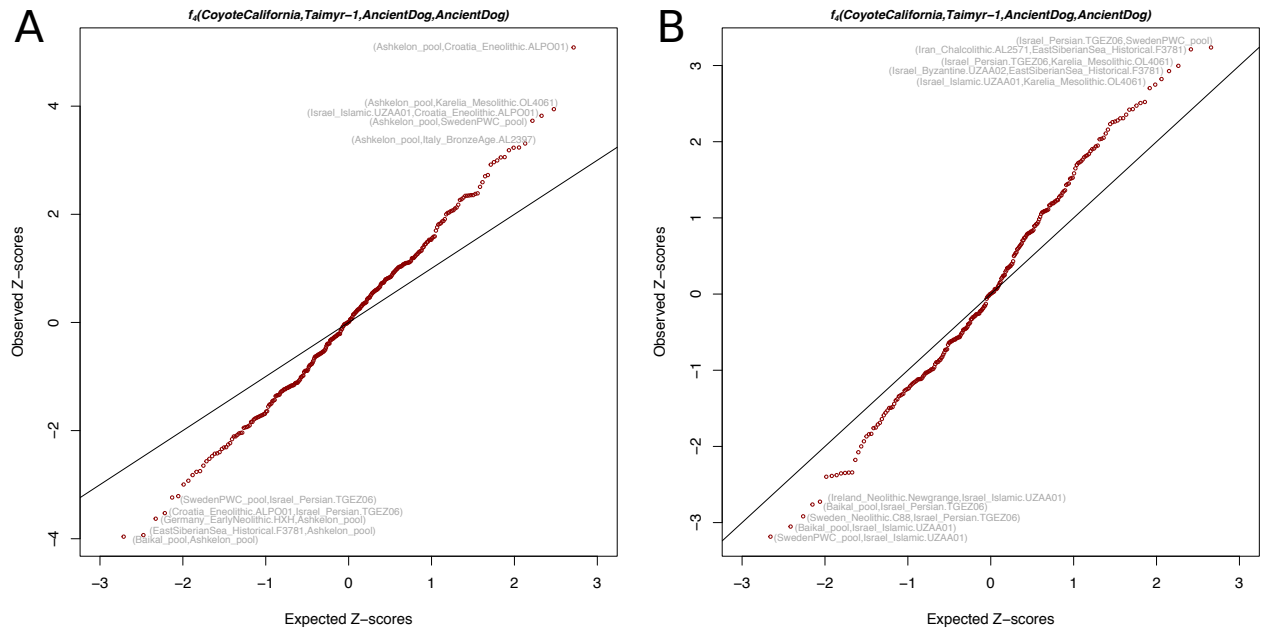 A
f4(CoyoteCalifornia,Taimyr-1,AncientDog,AncientDog)
(Ashkelon_pool,Croatia_Eneolithic.ALPO01)
(Ashkelon_pool,Karelia_Mesolithic.OL4061)
(Israel_Islamic.UZAA01,Croatia_Eneolithic.ALPO01)
(Ashkelon_pool,SwedenPWC_pool)
(Ashkelon_pool,Italy_BronzeAge.AL2397)
(SwedenPWC_pool,Israel_Persian.TGEZ06)
(Croatia_Eneolithic.ALPO01,Israel_Persian.TGEZ06)
(Germany_EarlyNeolithic.HXH,Ashkelon_pool)
(EastSiberianSea_Historical.F3781,Ashkelon_pool)
(Baikal_pool,Ashkelon_pool)
Observed Z-scores
4
2
0
−2
−4
−3 −2 −1 0 1 2 3
Expected Z-scores
B
f4(CoyoteCalifornia,Taimyr-1,AncientDog,AncientDog)
(Israel_Persian.TGEZ06,SwedenPWC_pool)
(Iran_Chalcolithic.AL2571,EastSiberianSea_Historical.F3781)
(Israel_Persian.TGEZ06,Karelia_Mesolithic.OL4061)
(Israel_Byzantine.UZAA02,EastSiberianSea_Historical.F3781)
(Israel_Islamic.UZAA01,Karelia_Mesolithic.OL4061)
(Ireland_Neolithic.Newgrange,Israel_Islamic.UZAA01)
(Baikal_pool,Israel_Persian.TGEZ06)
(Sweden_Neolithic.C88,Israel_Persian.TGEZ06)
(Baikal_pool,Israel_Islamic.UZAA01)
(SwedenPWC_pool,Israel_Islamic.UZAA01)
Observed Z-scores
3
2
1
0
−1
−2
−3
−3 −2 −1 0 1 2 3
Expected Z-scores